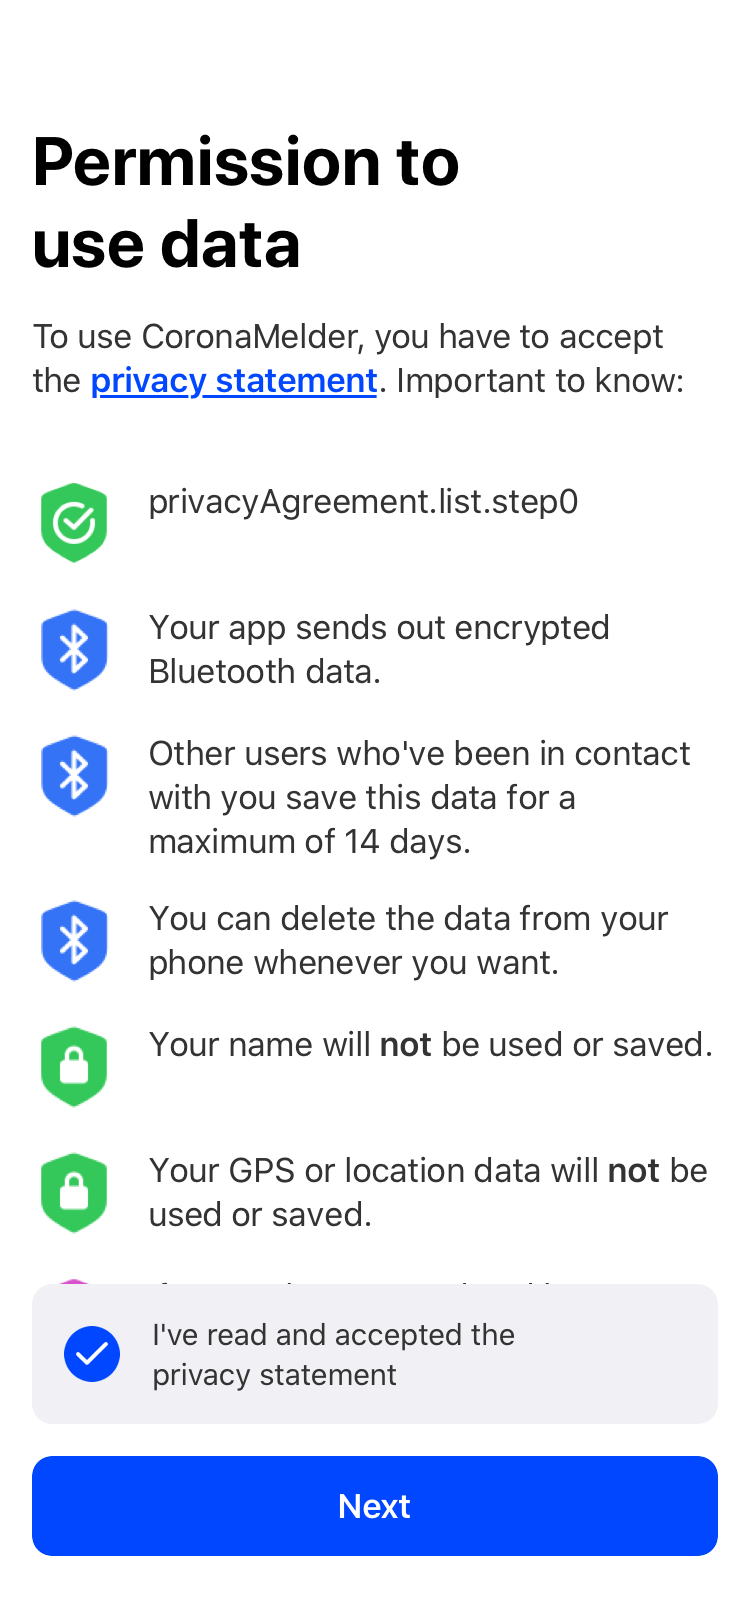 Permission to
use data
To use CoronaMelder, you have to accept
the privacy statement. Important to know:
privacyAgreement.list.step0
Your app sends out encrypted
Bluetooth data.
Other users who've been in contact
with you save this data for a
maximum of 14 days.
You can delete the data from your
phone whenever you want.
Your name will not be used or saved.
Your GPS or location data will not be
used or saved.
I've read and accepted the
privacy statement
Next